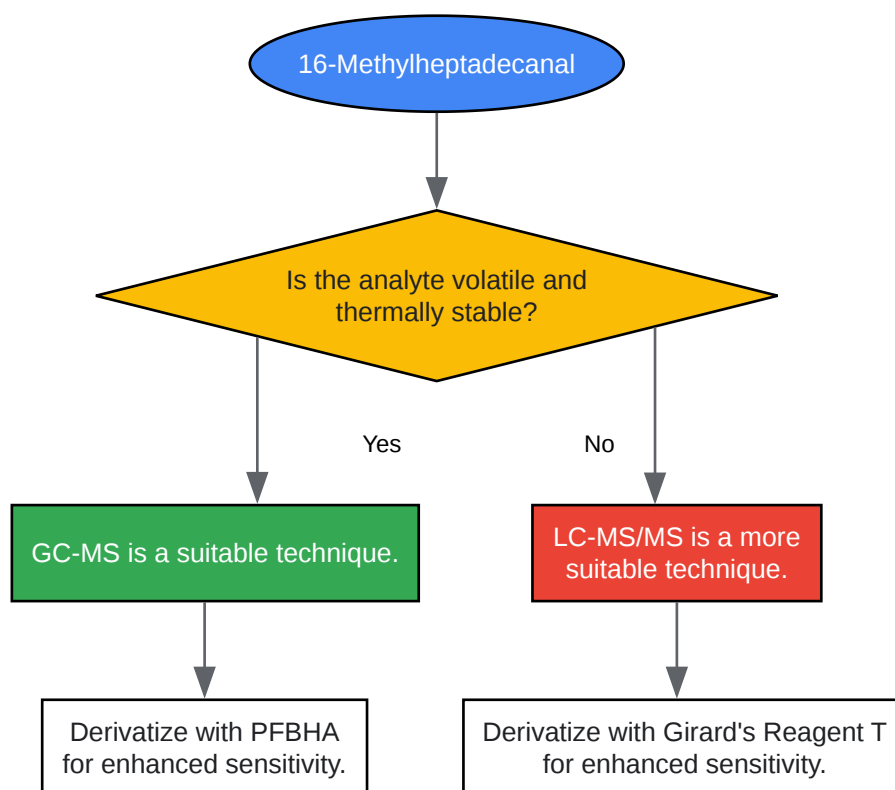 16-Methylheptadecanal
Is the analyte volatile and
thermally stable?
Yes
No
GC-MS is a suitable technique.
LC-MS/MS is a more
suitable technique.
Derivatize with PFBHA
for enhanced sensitivity.
Derivatize with Girard's Reagent T
for enhanced sensitivity.